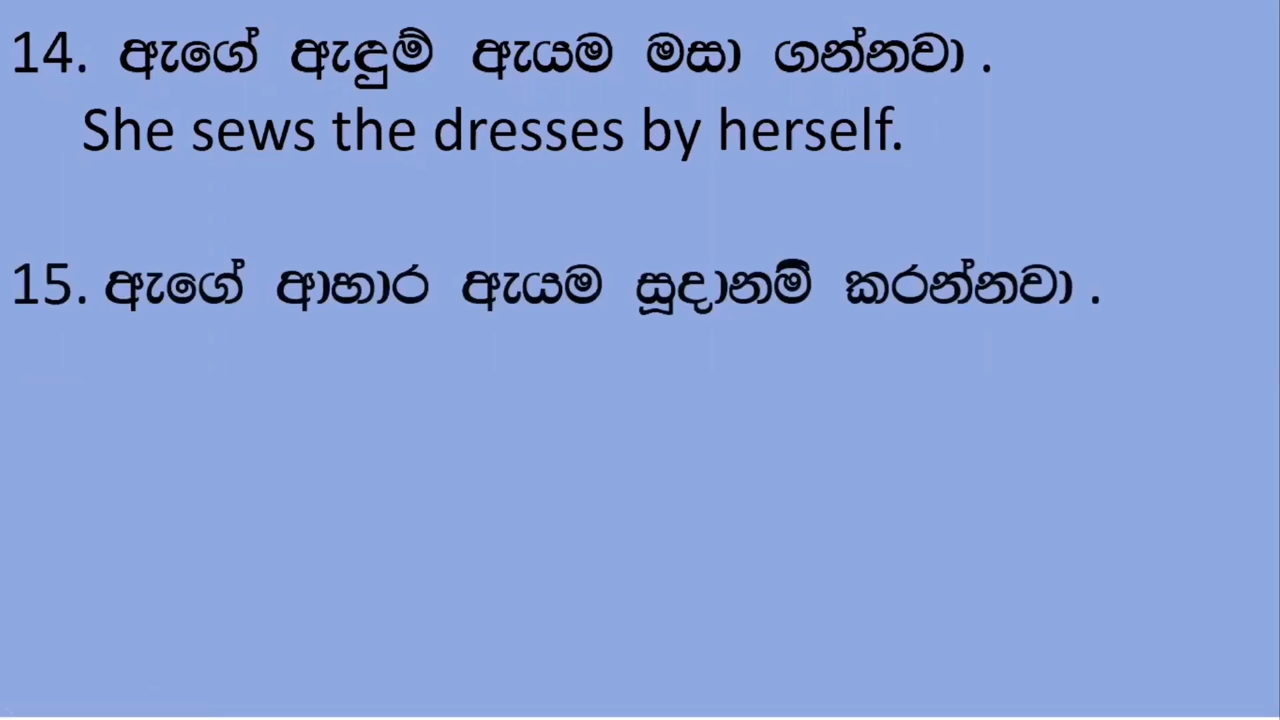 14. ඇගේ ඇඳුම් ඇයම මසා ගන්නවා .
She sews the dresses by herself.
15. ඇගේ ආහාර ඇයම සූදානම් කරන්නවා .